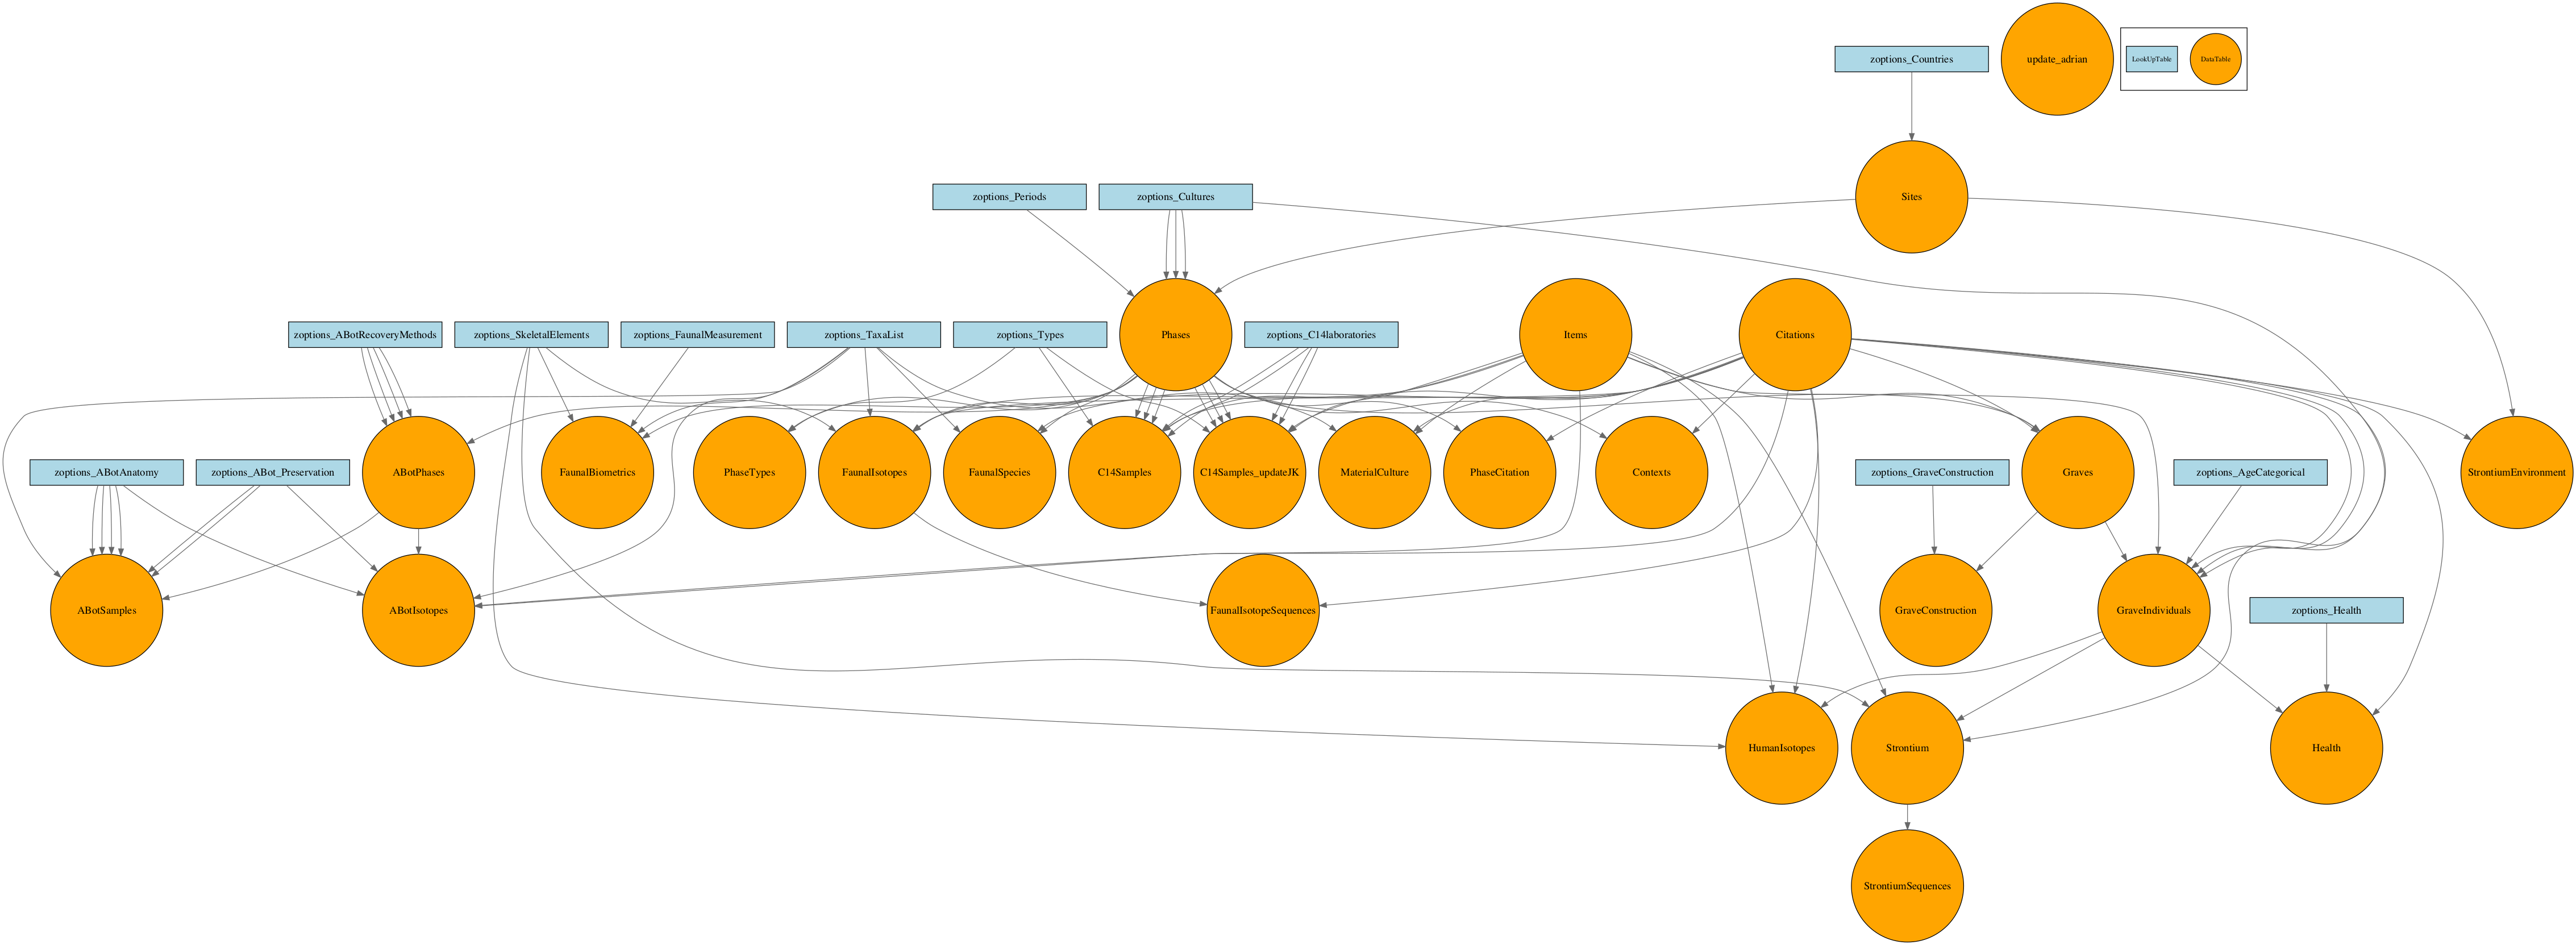 zoptions_Countries
update_adrian
LookUpTable
DataTable
zoptions_Periods
zoptions_Cultures
Sites
zoptions_ABotRecoveryMethods
zoptions_SkeletalElements
zoptions_FaunalMeasurement
zoptions_TaxaList
zoptions_Types
Phases
zoptions_C14laboratories
Items
Citations
zoptions_ABotAnatomy
zoptions_ABot_Preservation
ABotPhases
FaunalBiometrics
PhaseTypes
FaunalIsotopes
FaunalSpecies
C14Samples
C14Samples_updateJK
MaterialCulture
PhaseCitation
Contexts
zoptions_GraveConstruction
Graves
zoptions_AgeCategorical
StrontiumEnvironment
ABotSamples
ABotIsotopes
FaunalIsotopeSequences
GraveConstruction
GraveIndividuals
zoptions_Health
HumanIsotopes
Strontium
Health
StrontiumSequences